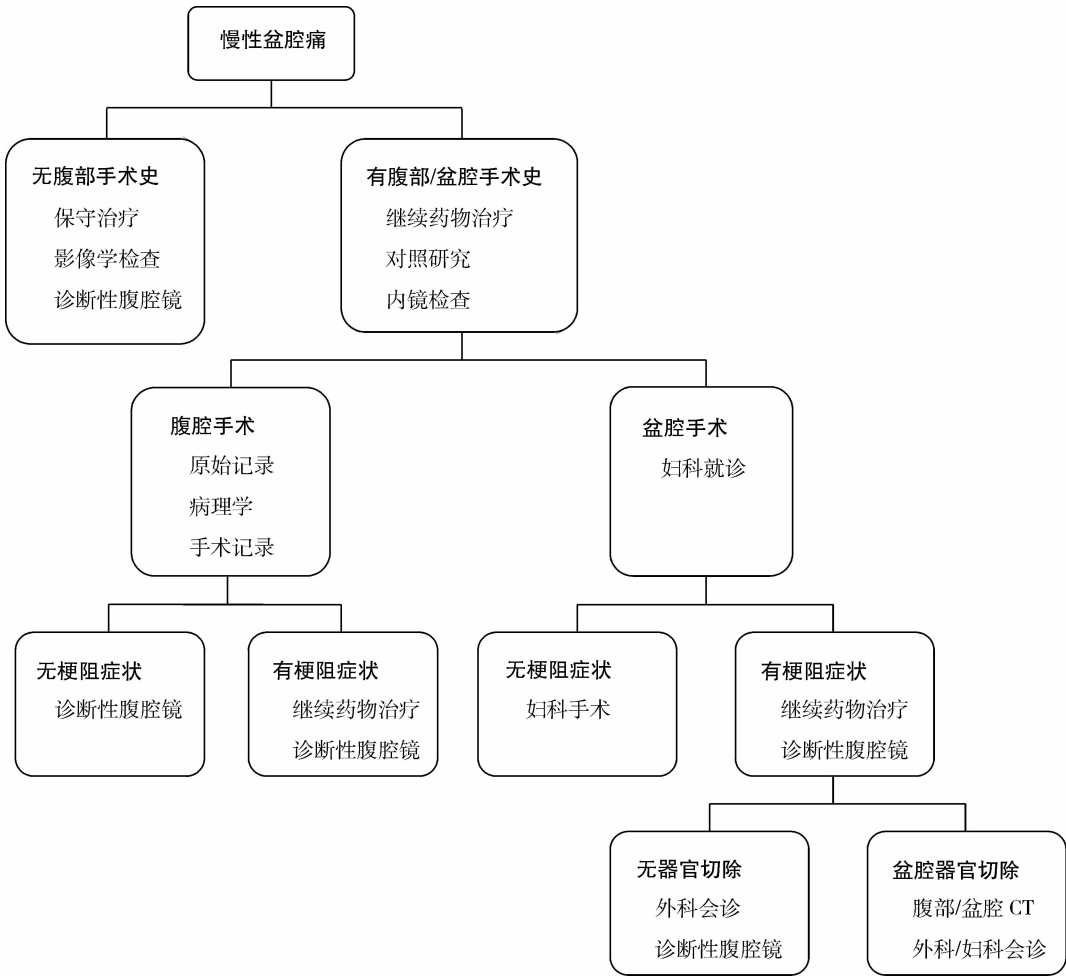 慢性盆腔痛
无腹部手术史
保守治疗
影像学检查
诊断性腹腔镜
有腹部/盆腔手术史
继续药物治疗
对照研究
内镜检查
腹腔手术
原始记录
病理学
手术记录
盆腔手术
妇科就诊
无梗阻症状
诊断性腹腔镜
有梗阻症状
继续药物治疗
诊断性腹腔镜
无梗阻症状
妇科手术
有梗阻症状
继续药物治疗
诊断性腹腔镜
无器官切除
外科会诊
诊断性腹腔镜
盆腔器官切除
腹部/盆腔 CT
外科/妇科会诊